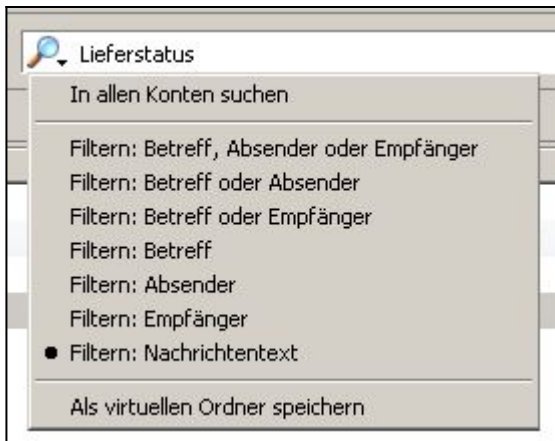 Lieferstatus
In allen Konten suchen
Filtern: Betreff, Absender oder Empfänger
Filtern: Betreff oder Absender
Filtern: Betreff oder Empfänger
Filtern: Betreff
Filtern: Absender
Filtern: Empfänger
Filtern: Nachrichtentext
Als virtuellen Ordner speichern